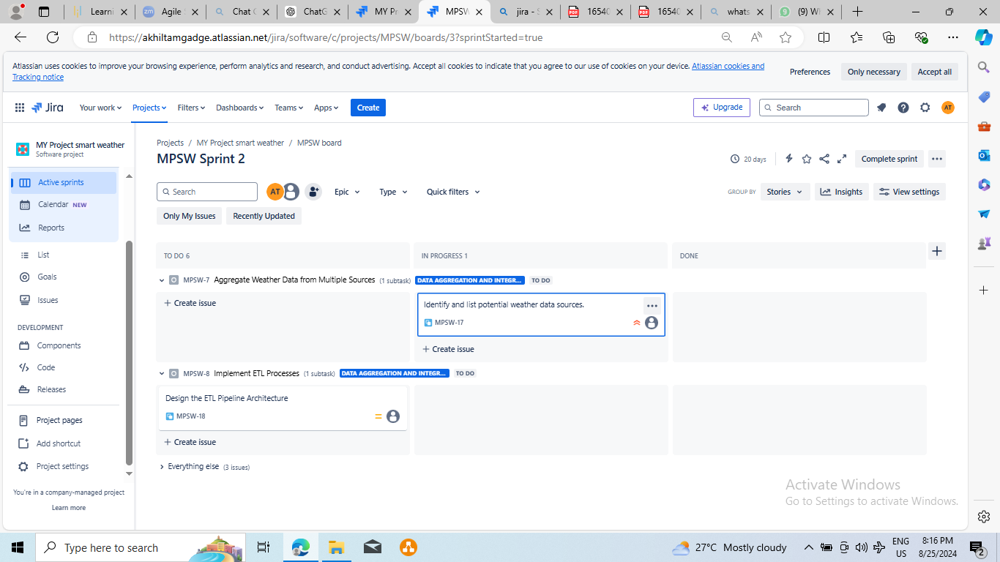 Learni
Agile S
Chat G
ChatG
MY Pr
MPSW
jira - S
16540
16540
whats
(9) W
https://akhiltamgadge.atlassian.net/jira/software/c/projects/MPSW/boards/3?sprintStarted=true
Atlassian uses cookies to improve your browsing experience, perform analytics and research, and conduct advertising. Accept all cookies to indicate that you agree to our use of cookies on your device. Atlassian cookies and
Tracking notice
Preferences
Only necessary
Accept all
Jira
Your work
Projects
Filters
Dashboards
Teams
Apps
Create
Upgrade
Search
AT
MY Project smart weather
Software project
Active sprints
Calendar NEW
Reports
List
Goals
Issues
DEVELOPMENT
Components
Code
Releases
Project pages
Add shortcut
Project settings
You're in a company-managed project
Learn more
Projects / MY Project smart weather / MPSW board
MPSW Sprint 2
20 days
Complete sprint
Search
AT
Epic
Type
Quick filters
GROUP BY
Stories
Insights
View settings
Only My Issues
Recently Updated
TO DO 6
IN PROGRESS 1
DONE
MPSW-7 Aggregate Weather Data from Multiple Sources (1 subtask) DATA AGGREGATION AND INTEGR... TO DO
+ Create issue
Identify and list potential weather data sources.
MPSW-17
+ Create issue
MPSW-8 Implement ETL Processes (1 subtask) DATA AGGREGATION AND INTEGR... TO DO
Design the ETL Pipeline Architecture
MPSW-18
+ Create issue
Everything else (3 issues)
Activate Windows
Go to Settings to activate Windows.
Type here to search
27°C Mostly cloudy
ENG
US
8:16 PM
8/25/2024
2